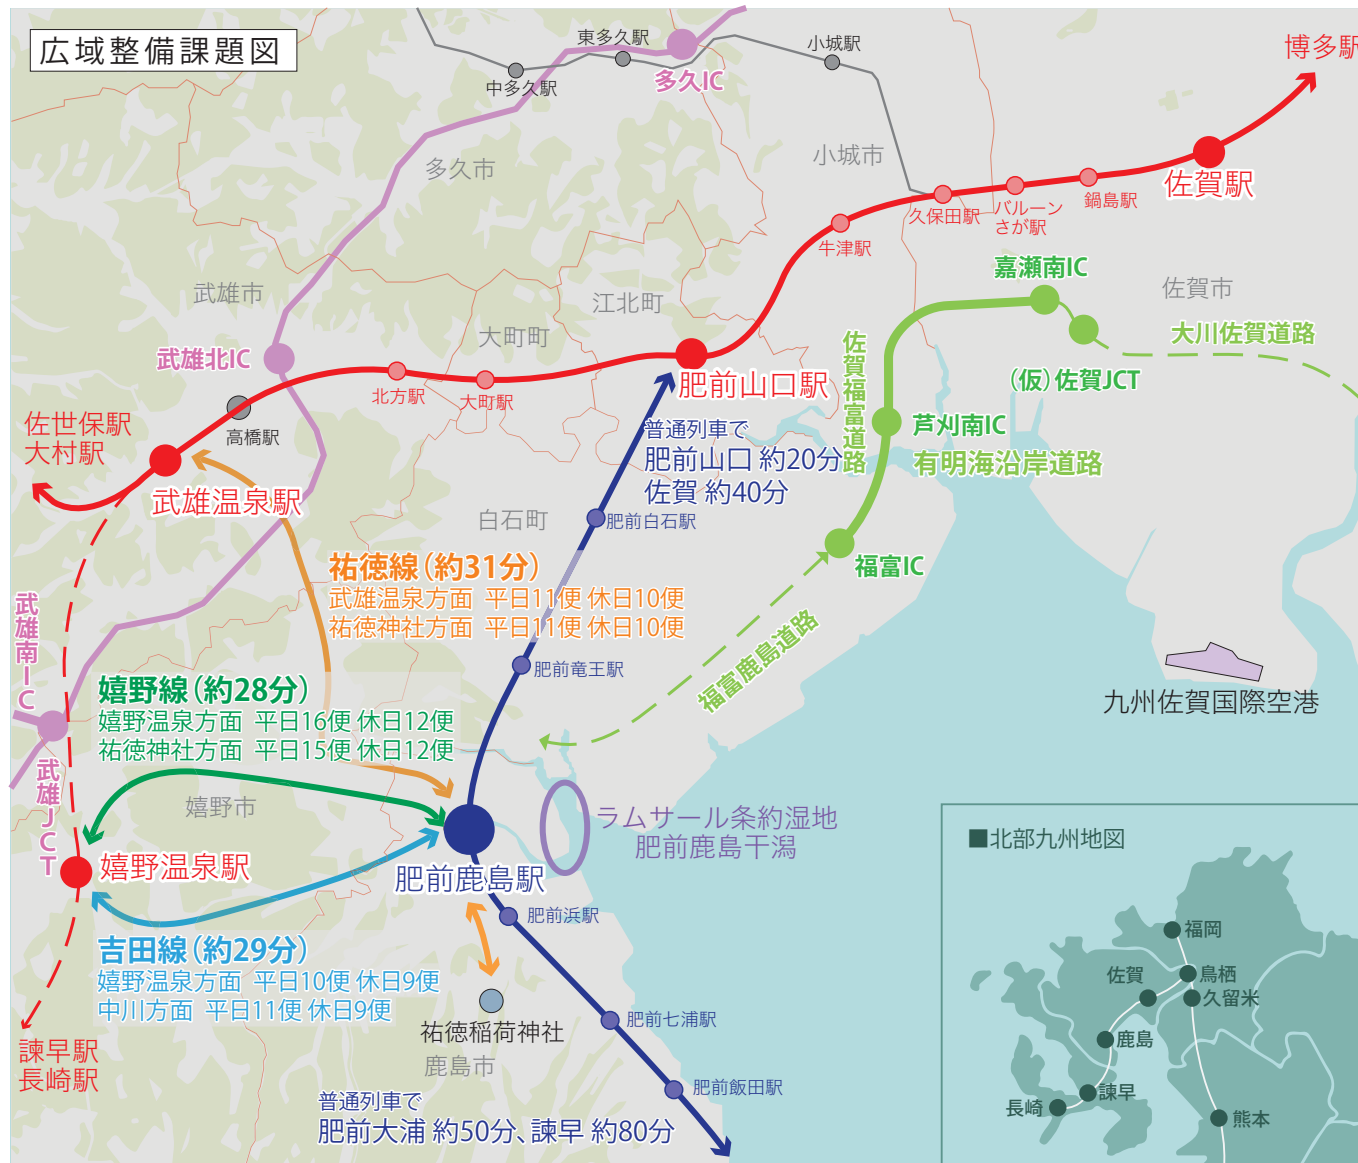 広域整備課題図
東多久駅
小城駅
博多駅
中多久駅
多久IC
小城市
多久市
佐賀駅
鍋島駅
バルーン
さが駅
久保田駅
牛津駅
嘉瀬南IC
佐賀市
武雄市
江北町
大町町
武雄北IC
大川佐賀道路
佐賀福富道路
(仮)佐賀JCT
肥前山口駅
北方駅
大町駅
佐世保駅
大村駅
高橋駅
芦刈南IC
有明海沿岸道路
普通列車で
肥前山口 約20分
佐賀 約40分
武雄温泉駅
白石町
肥前白石駅
福富IC
祐徳線(約31分)
武雄温泉方面 平日11便 休日10便
祐徳神社方面 平日11便 休日10便
武雄南IC
福富鹿島道路
肥前竜王駅
嬉野線(約28分)
嬉野温泉方面 平日16便 休日12便
祐徳神社方面 平日15便 休日12便
九州佐賀国際空港
武雄JCT
嬉野市
ラムサール条約湿地
肥前鹿島干潟
嬉野温泉駅
肥前鹿島駅
肥前浜駅
吉田線(約29分)
嬉野温泉方面 平日10便 休日9便
中川方面 平日11便 休日9便
祐徳稲荷神社
肥前七浦駅
諫早駅
長崎駅
鹿島市
肥前飯田駅
普通列車で
肥前大浦 約50分、諫早 約80分
■北部九州地図
福岡
佐賀
鳥栖
久留米
鹿島
諫早
長崎
熊本